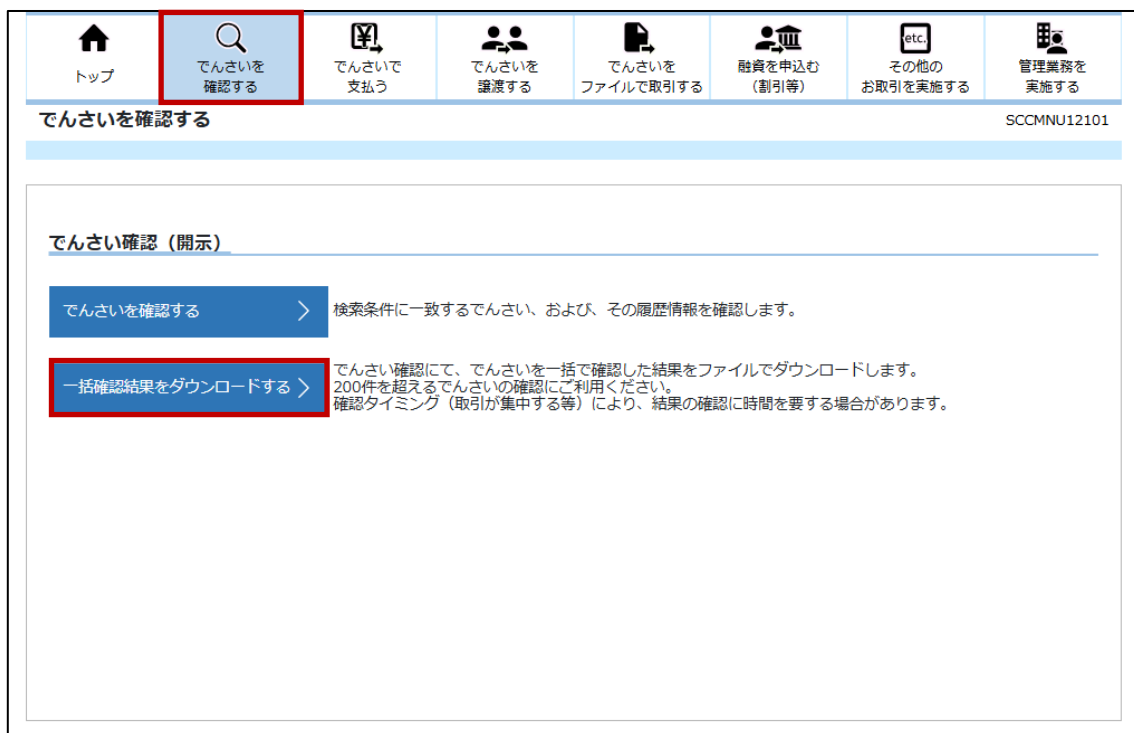 トップ
でんさいを
確認する
でんさいで
支払う
でんさいを
譲渡する
でんさいを
ファイルで取引する
融資を申込む
(割引等)
etc.
その他の
お取引を実施する
管理業務を
実施する
でんさいを確認する
SCCMNU12101
でんさい確認（開示）
でんさいを確認する
検索条件に一致するでんさい、および、その履歴情報を確認します。
一括確認結果をダウンロードする
でんさい確認にて、でんさいを一括で確認した結果をファイルでダウンロードします。
200件を超えるでんさいの確認にご利用ください。
確認タイミング（取引が集中する等）により、結果の確認に時間を要する場合があります。